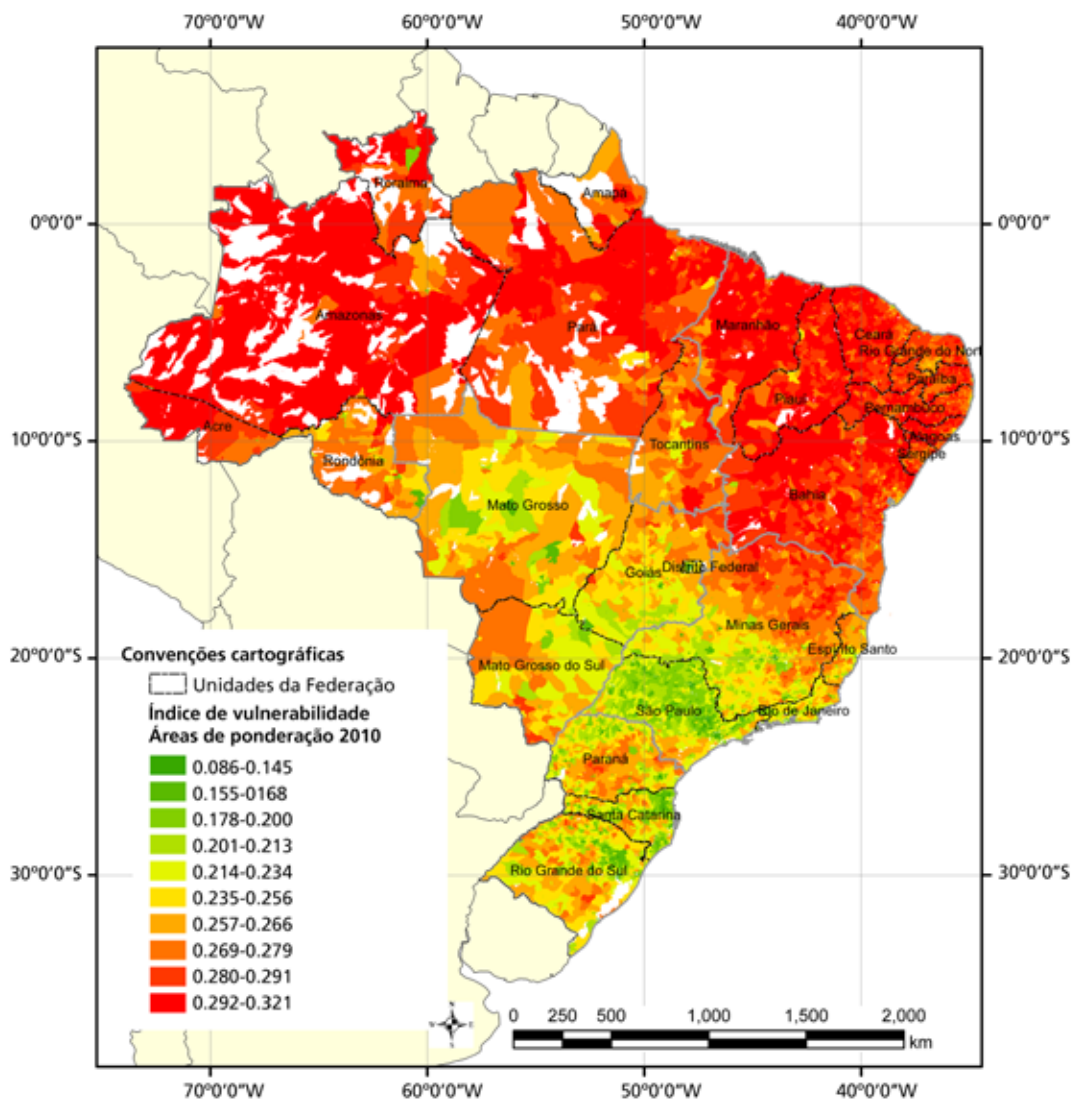 70º0'0"W 60º0'0"W 50º0'0"W 40º0'0"W
Roraima
Amapá
0º0'0" 0º0'0"
Amazonas
Pará
Maranhão
Ceará
Rio Grande do Nort
Paraíba
Piauí
Pernambuco
Acre
Alagoas
10º0'0"S 10º0'0"S
Tocantins
Sergipe
Rondônia
Bahia
Mato Grosso
Goiás
Distrito Federal
Minas Gerais
Espírito Santo
20º0'0"S 20º0'0"S
Mato Grosso do Sul
São Paulo
Rio de Janeiro
Paraná
Santa Catarina
Rio Grande do Sul
30º0'0"S 30º0'0"S
Convenções cartográficas
Unidades da Federação
Índice de vulnerabilidade
Áreas de ponderação 2010
0.086-0.145
0.155-0168
0.178-0.200
0.201-0.213
0.214-0.234
0.235-0.256
0.257-0.266
0.269-0.279
0.280-0.291
0.292-0.321
N
W E
S
0 250 500 1,000 1,500 2,000
km
70º0'0"W 60º0'0"W 50º0'0"W 40º0'0"W